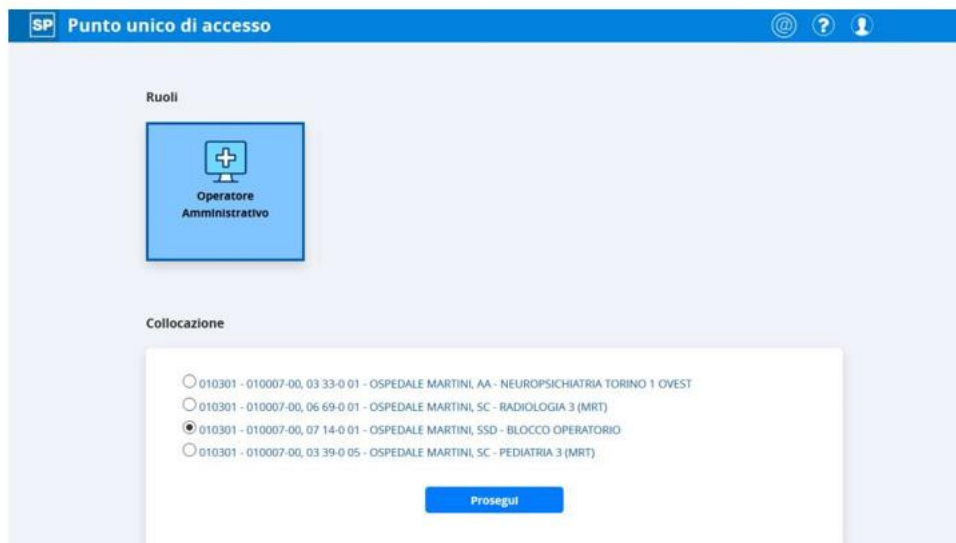 SP Punto unico di accesso @ ?
Ruoli
Operatore
Amministrativo
Collocazione
010301 - 010007-00, 03 33-0 01 - OSPEDALE MARTINI, AA - NEUROPSICHIATRIA TORINO 1 OVEST
010301 - 010007-00, 06 69-0 01 - OSPEDALE MARTINI, SC - RADIOLOGIA 3 (MRT)
010301 - 010007-00, 07 14-0 01 - OSPEDALE MARTINI, SSD - BLOCCO OPERATORIO
010301 - 010007-00, 03 39-0 05 - OSPEDALE MARTINI, SC - PEDIATRIA 3 (MRT)
Prosegui